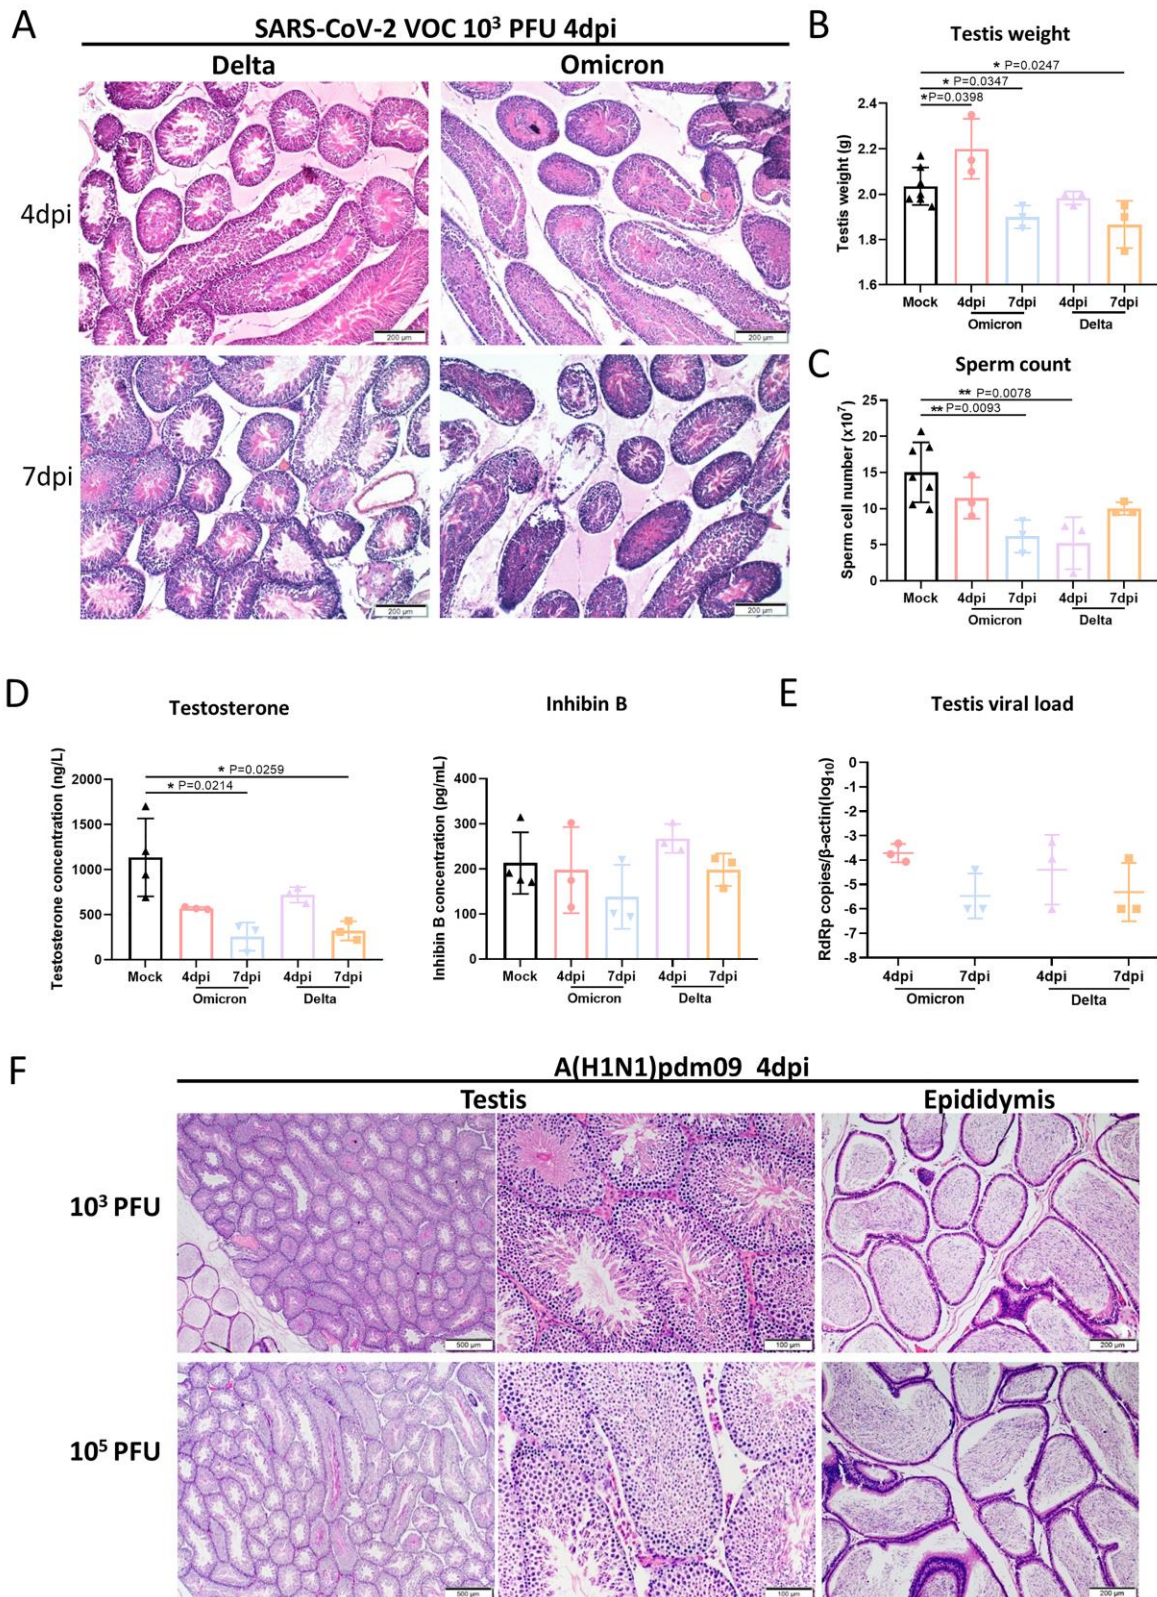 A
SARS-CoV-2 VOC 10³ PFU 4dpi
Delta
Omicron
4dpi
200 µm
200 µm
7dpi
200 µm
200 µm
B
Testis weight
* P=0.0247
* P=0.0347
*P=0.0398
Testis weight (g)
2.4
2.2
2.0
1.8
1.6
Mock
4dpi
7dpi
4dpi
7dpi
Omicron
Delta
C
Sperm count
** P=0.0078
** P=0.0093
Sperm cell number (x10⁷)
25
20
15
10
5
0
Mock
4dpi
7dpi
4dpi
7dpi
Omicron
Delta
D
Testosterone
* P=0.0259
* P=0.0214
Testosterone concentration (ng/L)
2000
1500
1000
500
0
Mock
4dpi
7dpi
4dpi
7dpi
Omicron
Delta
Inhibin B
Inhibin B concentration (pg/mL)
400
300
200
100
0
Mock
4dpi
7dpi
4dpi
7dpi
Omicron
Delta
E
Testis viral load
RdRp copies/β-actin(log₁₀)
0
-1
-2
-3
-4
-5
-6
-7
-8
4dpi
7dpi
4dpi
7dpi
Omicron
Delta
F
A(H1N1)pdm09 4dpi
Testis
Epididymis
10³ PFU
500 µm
100 µm
200 µm
10⁵ PFU
500 µm
100 µm
200 µm